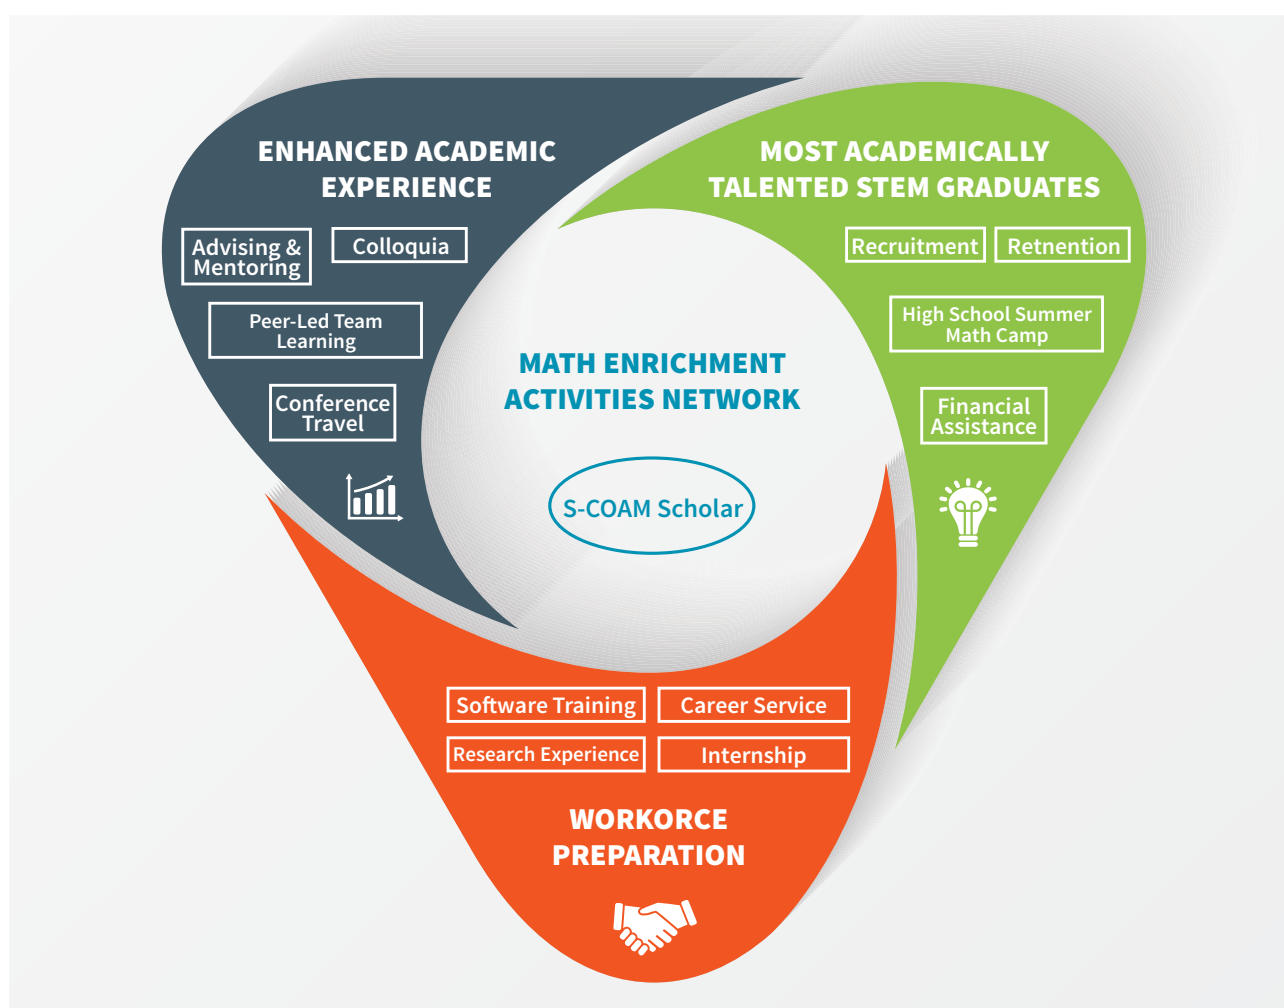 ENHANCED ACADEMIC
EXPERIENCE
Advising &
Mentoring
Colloquia
Peer-Led Team
Learning
Conference
Travel
MOST ACADEMICALLY
TALENTED STEM GRADUATES
Recruitment
Retnention
High School Summer
Math Camp
Financial
Assistance
MATH ENRICHMENT
ACTIVITIES NETWORK
S-COAM Scholar
Software Training
Career Service
Research Experience
Internship
WORKORCE
PREPARATION